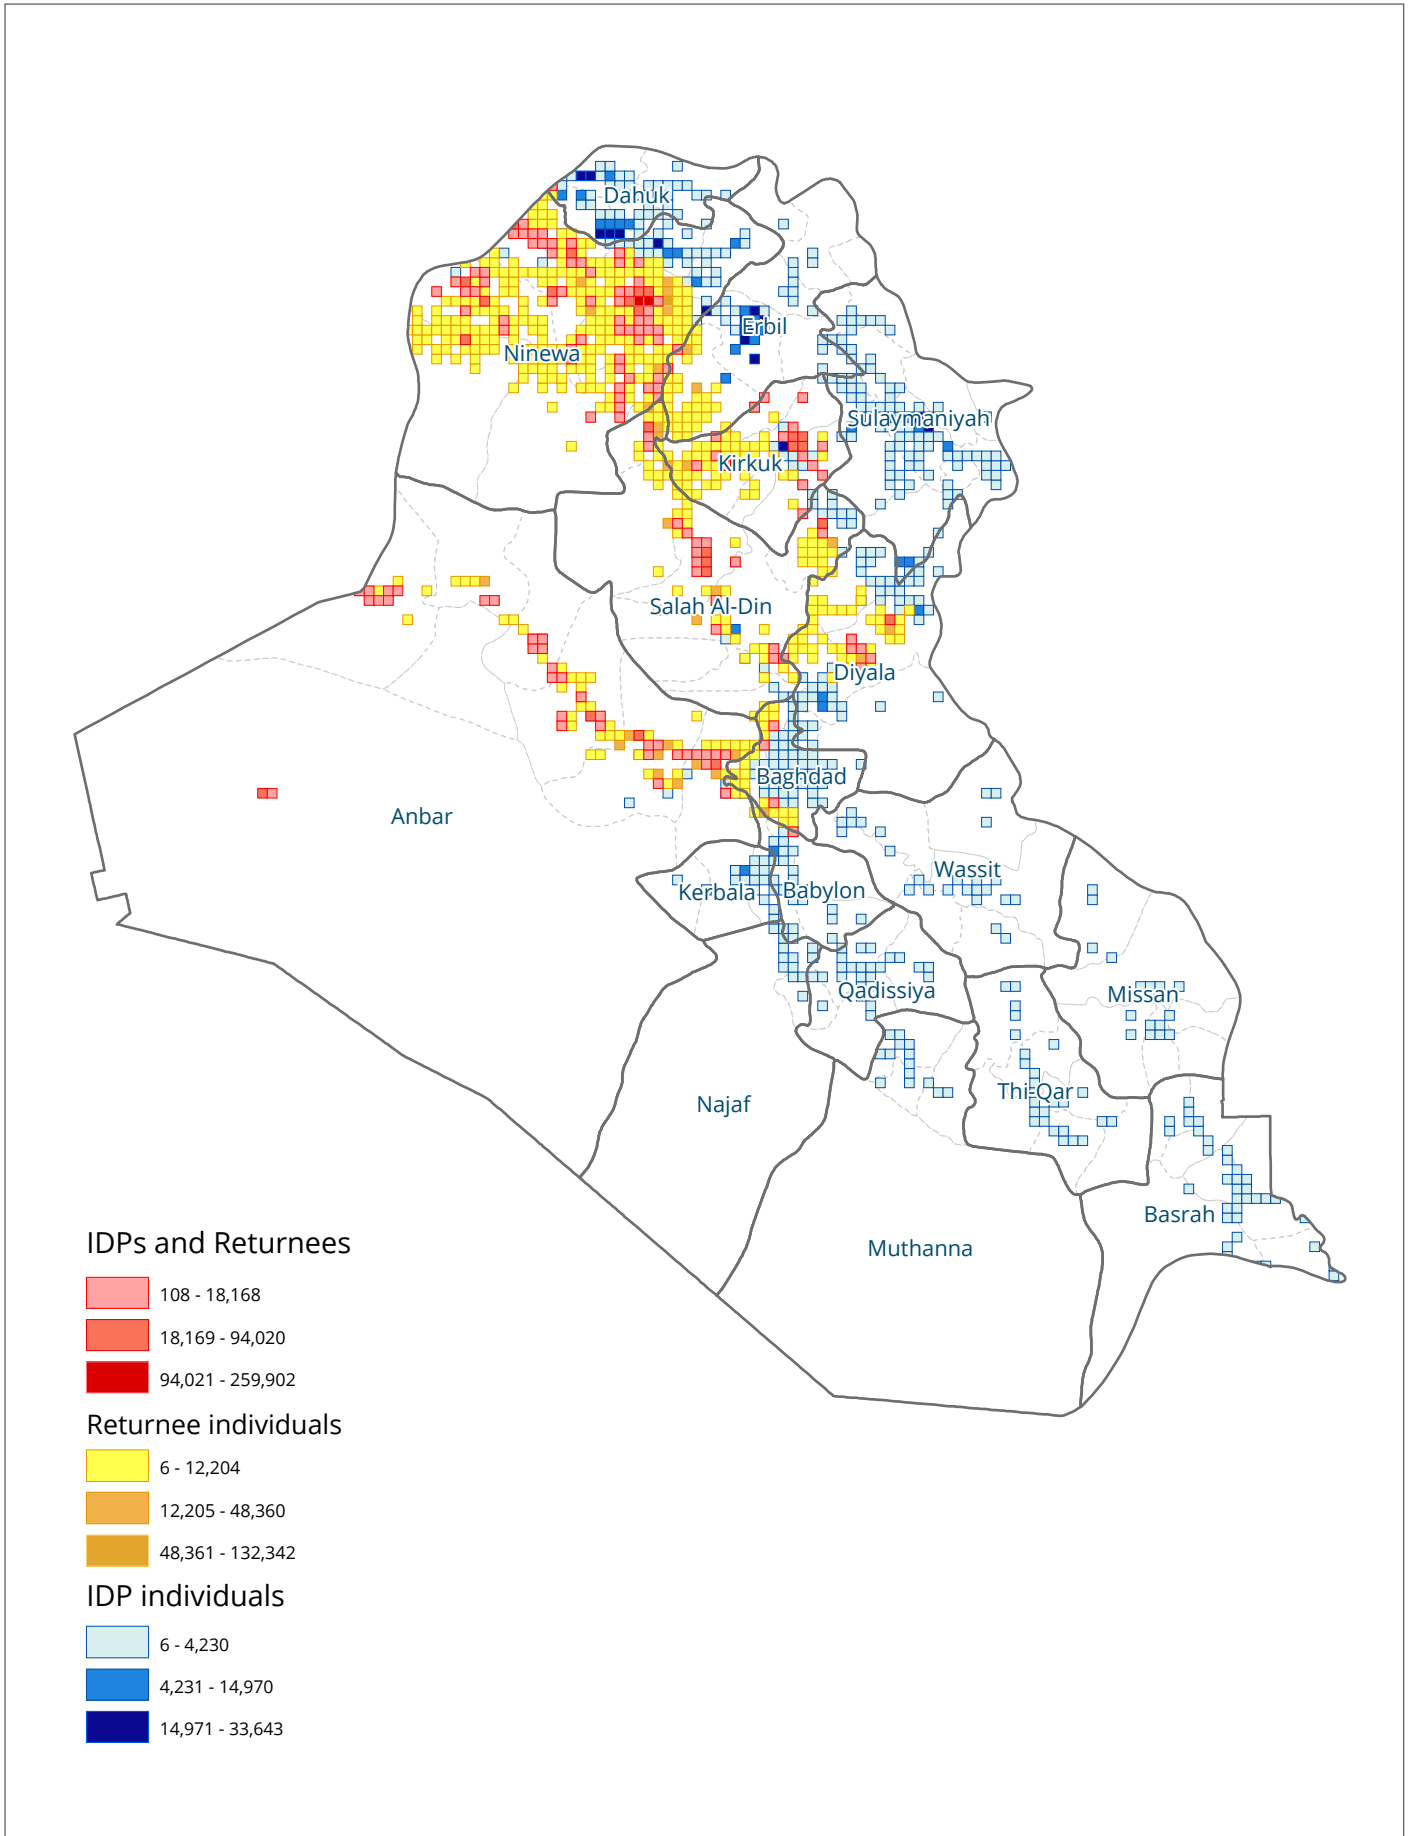 Dahuk
Erbil
Ninewa
Sulaymaniyah
Kirkuk
Salah Al-Din
Diyala
Baghdad
Anbar
Wassit
Kerbala
Babylon
Qadissiya
Missan
Najaf
Thi-Qar
Basrah
Muthanna
IDPs and Returnees
108 - 18,168
18,169 - 94,020
94,021 - 259,902
Returnee individuals
6 - 12,204
12,205 - 48,360
48,361 - 132,342
IDP individuals
6 - 4,230
4,231 - 14,970
14,971 - 33,643